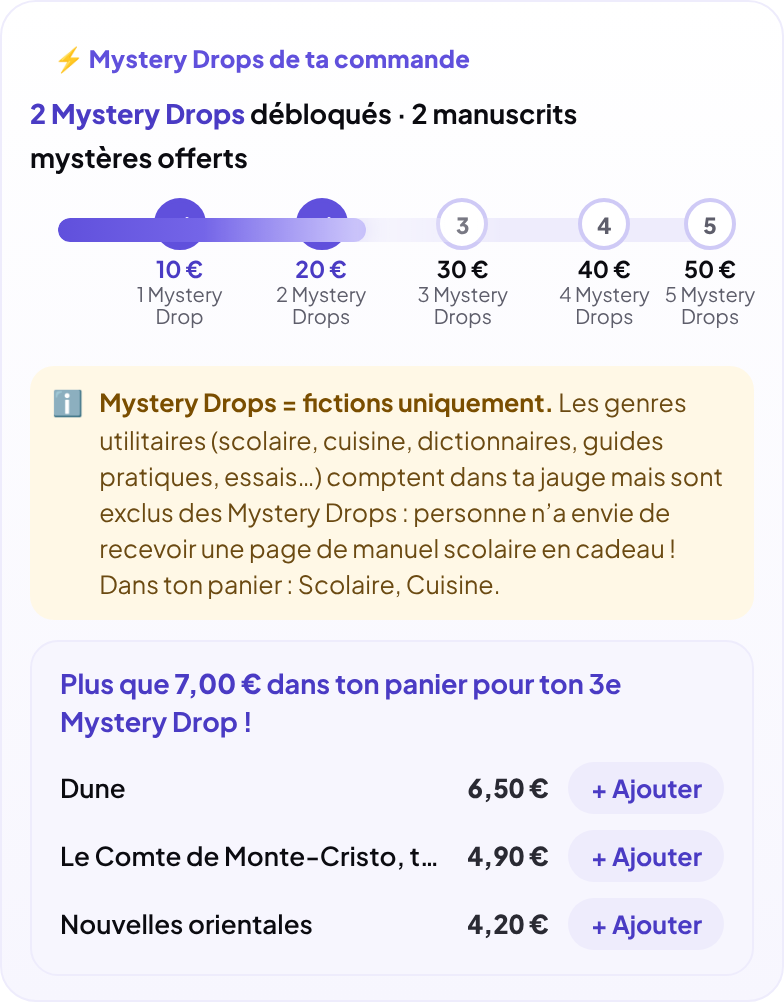 ⚡ Mystery Drops de ta commande
2 Mystery Drops débloqués · 2 manuscrits
mystères offerts
3 4 5
10 € 20 € 30 € 40 € 50 €
1 Mystery 2 Mystery 3 Mystery 4 Mystery 5 Mystery
Drop Drops Drops Drops Drops
ℹ️ Mystery Drops = fictions uniquement. Les genres
utilitaires (scolaire, cuisine, dictionnaires, guides
pratiques, essais…) comptent dans ta jauge mais sont
exclus des Mystery Drops : personne n’a envie de
recevoir une page de manuel scolaire en cadeau !
Dans ton panier : Scolaire, Cuisine.
Plus que 7,00 € dans ton panier pour ton 3e
Mystery Drop !
Dune 6,50 € + Ajouter
Le Comte de Monte-Cristo, t… 4,90 € + Ajouter
Nouvelles orientales 4,20 € + Ajouter